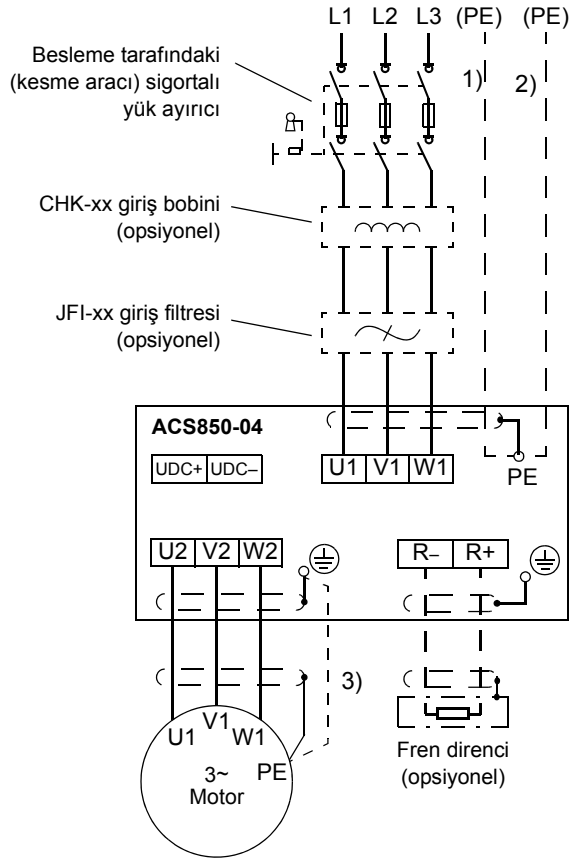 L1 L2 L3 (PE) (PE)
Besleme tarafındaki
(kesme aracı) sigortalı
yük ayırıcı
1)
2)
CHK-xx giriş bobini
(opsiyonel)
JFI-xx giriş filtresi
(opsiyonel)
ACS850-04
UDC+ UDC–
U1 V1 W1
PE
U2 V2 W2
R– R+
3)
U1 V1 W1
PE
3~
Motor
Fren direnci
(opsiyonel)